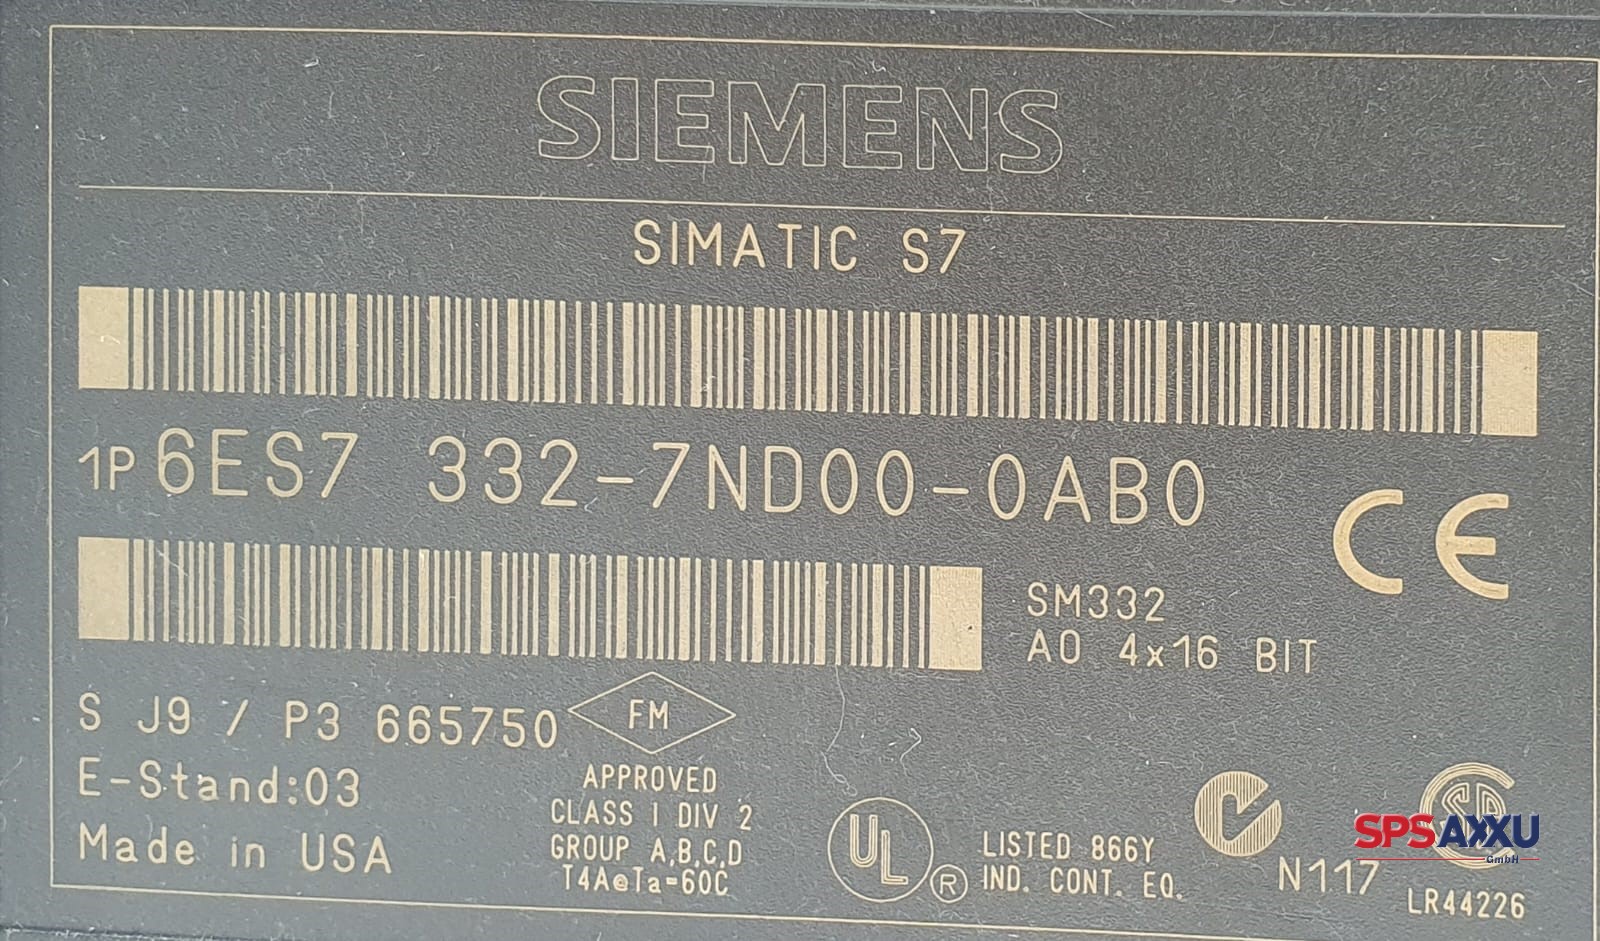 SIEMENS
SIMATIC S7
1P 6ES7 332-7ND00-0AB0
CE
SM332
AO 4x16 BIT
S J9 / P3 665750
E-Stand:03
Made in USA
FM
APPROVED
CLASS I DIV 2
GROUP A,B,C,D
T4A@Ta=60C
UL ®
LISTED 866Y
IND. CONT. EQ.
N117
SA
LR44226
SPSAXXU
GmbH